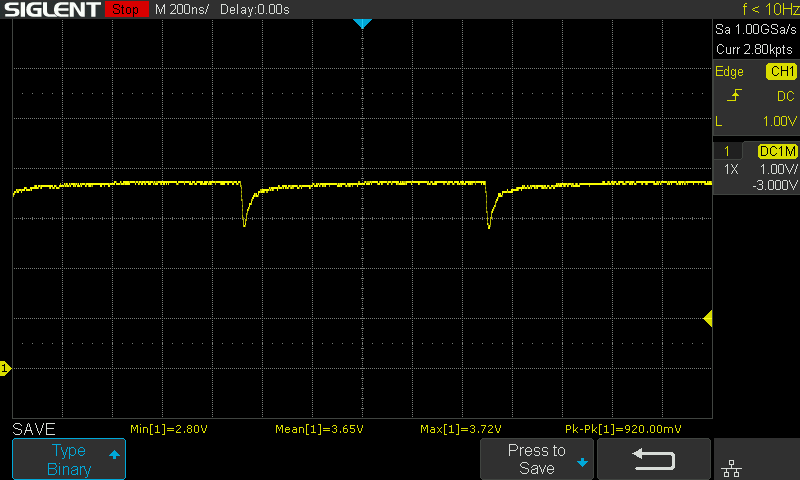 SIGLENT Stop M 200ns/ Delay:0.00s f < 10Hz
Sa 1.00GSa/s
Curr 2.80kpts
Edge CH1
DC
L 1.00V
1 DC1M
1X 1.00V/
-3.000V
1
SAVE Min[1]=2.80V Mean[1]=3.65V Max[1]=3.72V Pk-Pk[1]=920.00mV
Type
Binary
Press to
Save